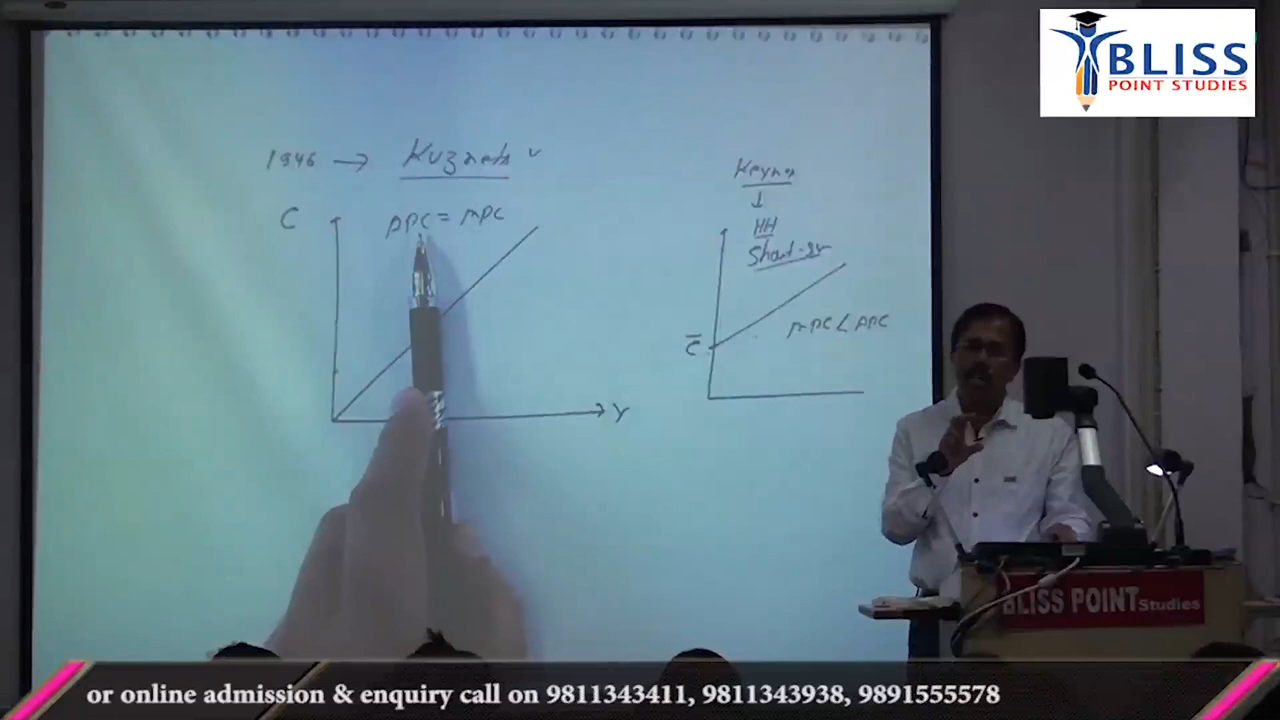 BLISS
POINT STUDIES
1946 → Kuznets
C
APC = MPC
Y
Keynes
↓
HH
Short-run
C̅
MPC < APC
BLISS POINT Studies
or online admission & enquiry call on 9811343411, 9811343938, 9891555578